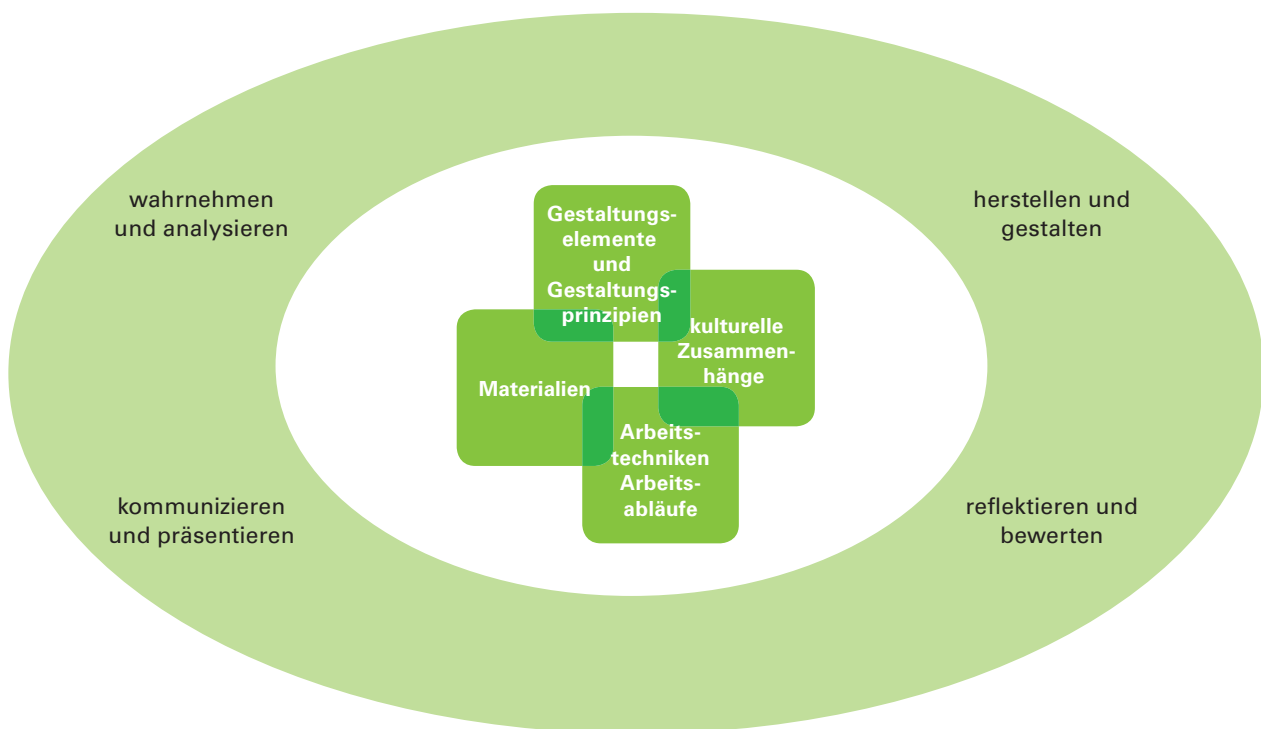 wahrnehmen
und analysieren
herstellen und
gestalten
Gestaltungs-
elemente
und
Gestaltungs-
prinzipien
kulturelle
Zusammen-
hänge
Materialien
Arbeits-
techniken
Arbeits-
abläufe
kommunizieren
und präsentieren
reflektieren und
bewerten